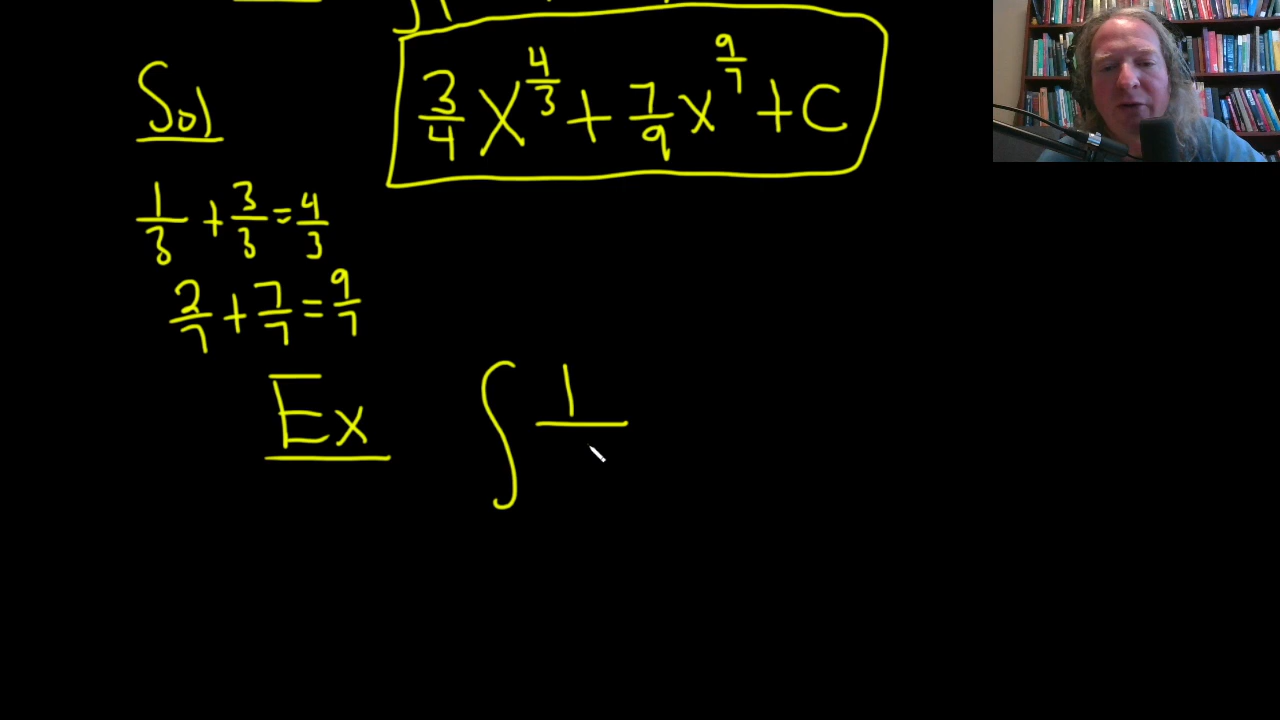 Sol
3/4 x^(4/3) + 7/9 x^(9/7) + C
1/3 + 3/3 = 4/3
2/7 + 7/7 = 9/7
Ex ∫ 1/